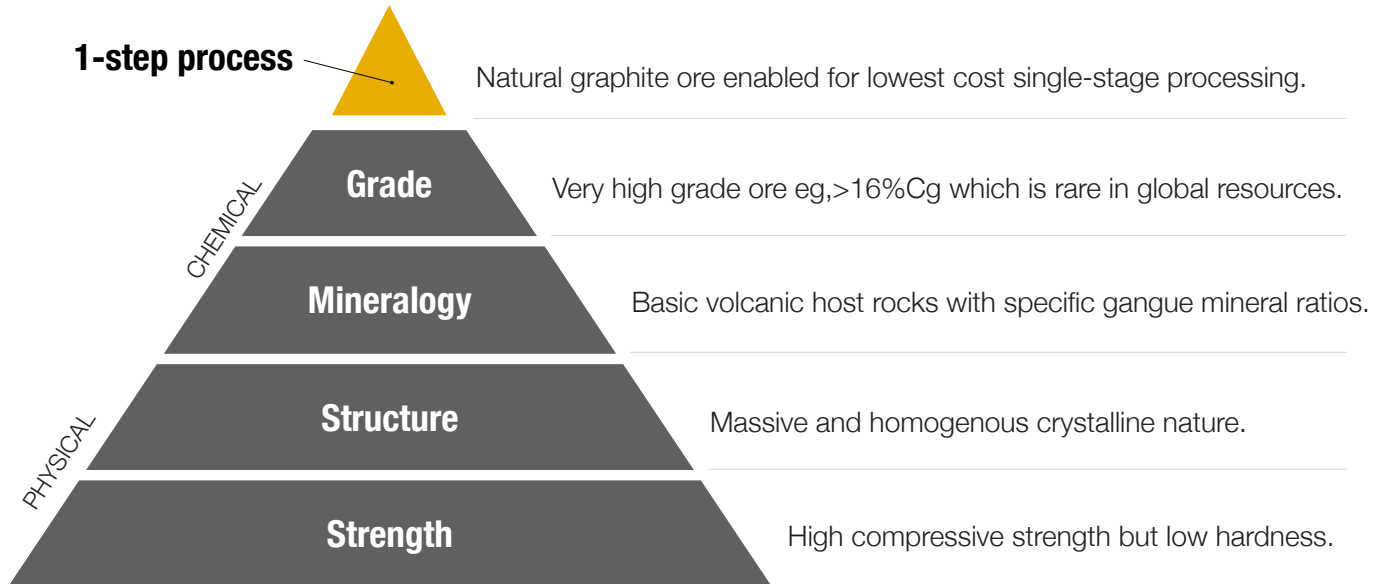 1-step process
Natural graphite ore enabled for lowest cost single-stage processing.
CHEMICAL
Grade
Very high grade ore eg,>16%Cg which is rare in global resources.
Mineralogy
Basic volcanic host rocks with specific gangue mineral ratios.
PHYSICAL
Structure
Massive and homogenous crystalline nature.
Strength
High compressive strength but low hardness.